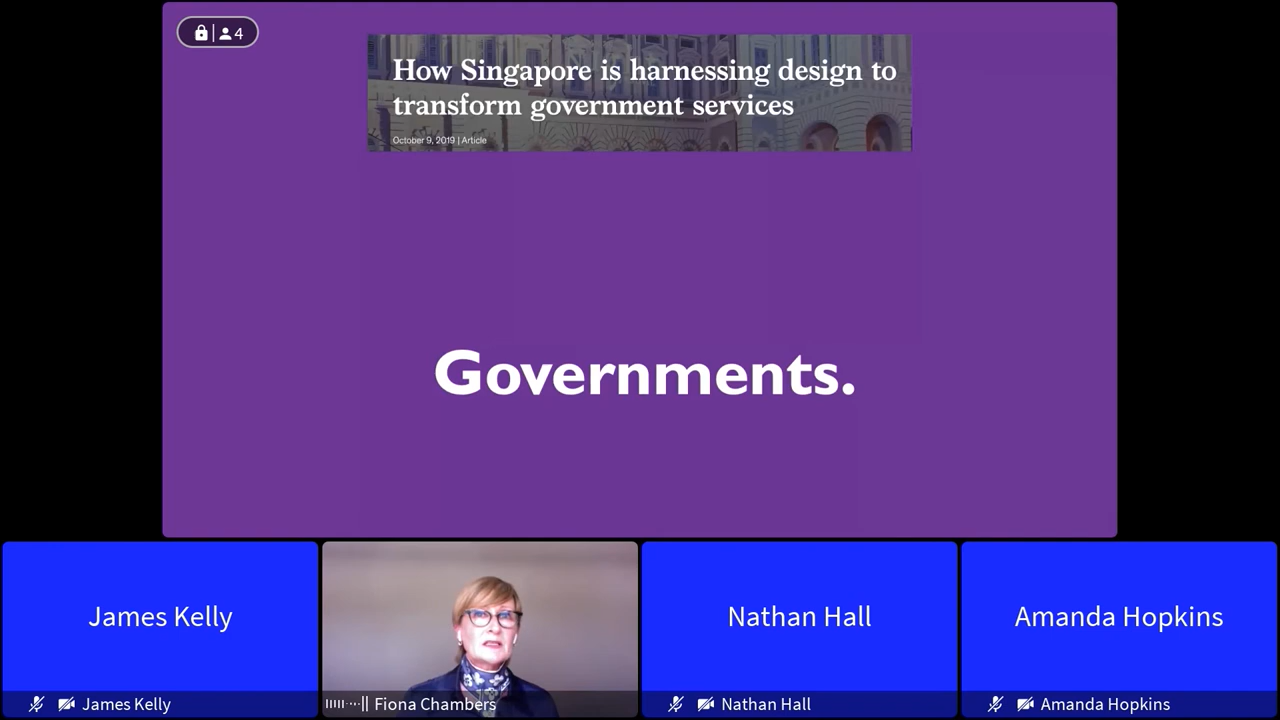 4
How Singapore is harnessing design to
transform government services
October 9, 2019 | Article
Governments.
James Kelly
Nathan Hall
Amanda Hopkins
James Kelly
Fiona Chambers
Nathan Hall
Amanda Hopkins